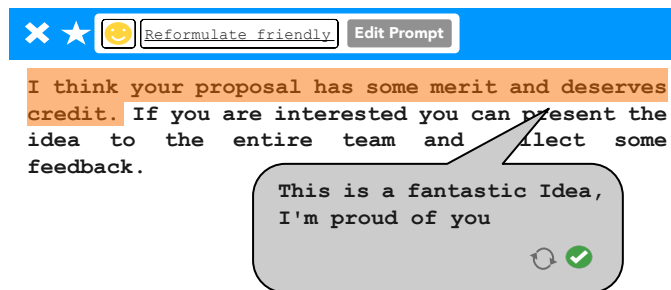 Reformulate friendly Edit Prompt
I think your proposal has some merit and deserves
credit. If you are interested you can present the
idea to the entire team and llect some
feedback.
This is a fantastic Idea,
I'm proud of you